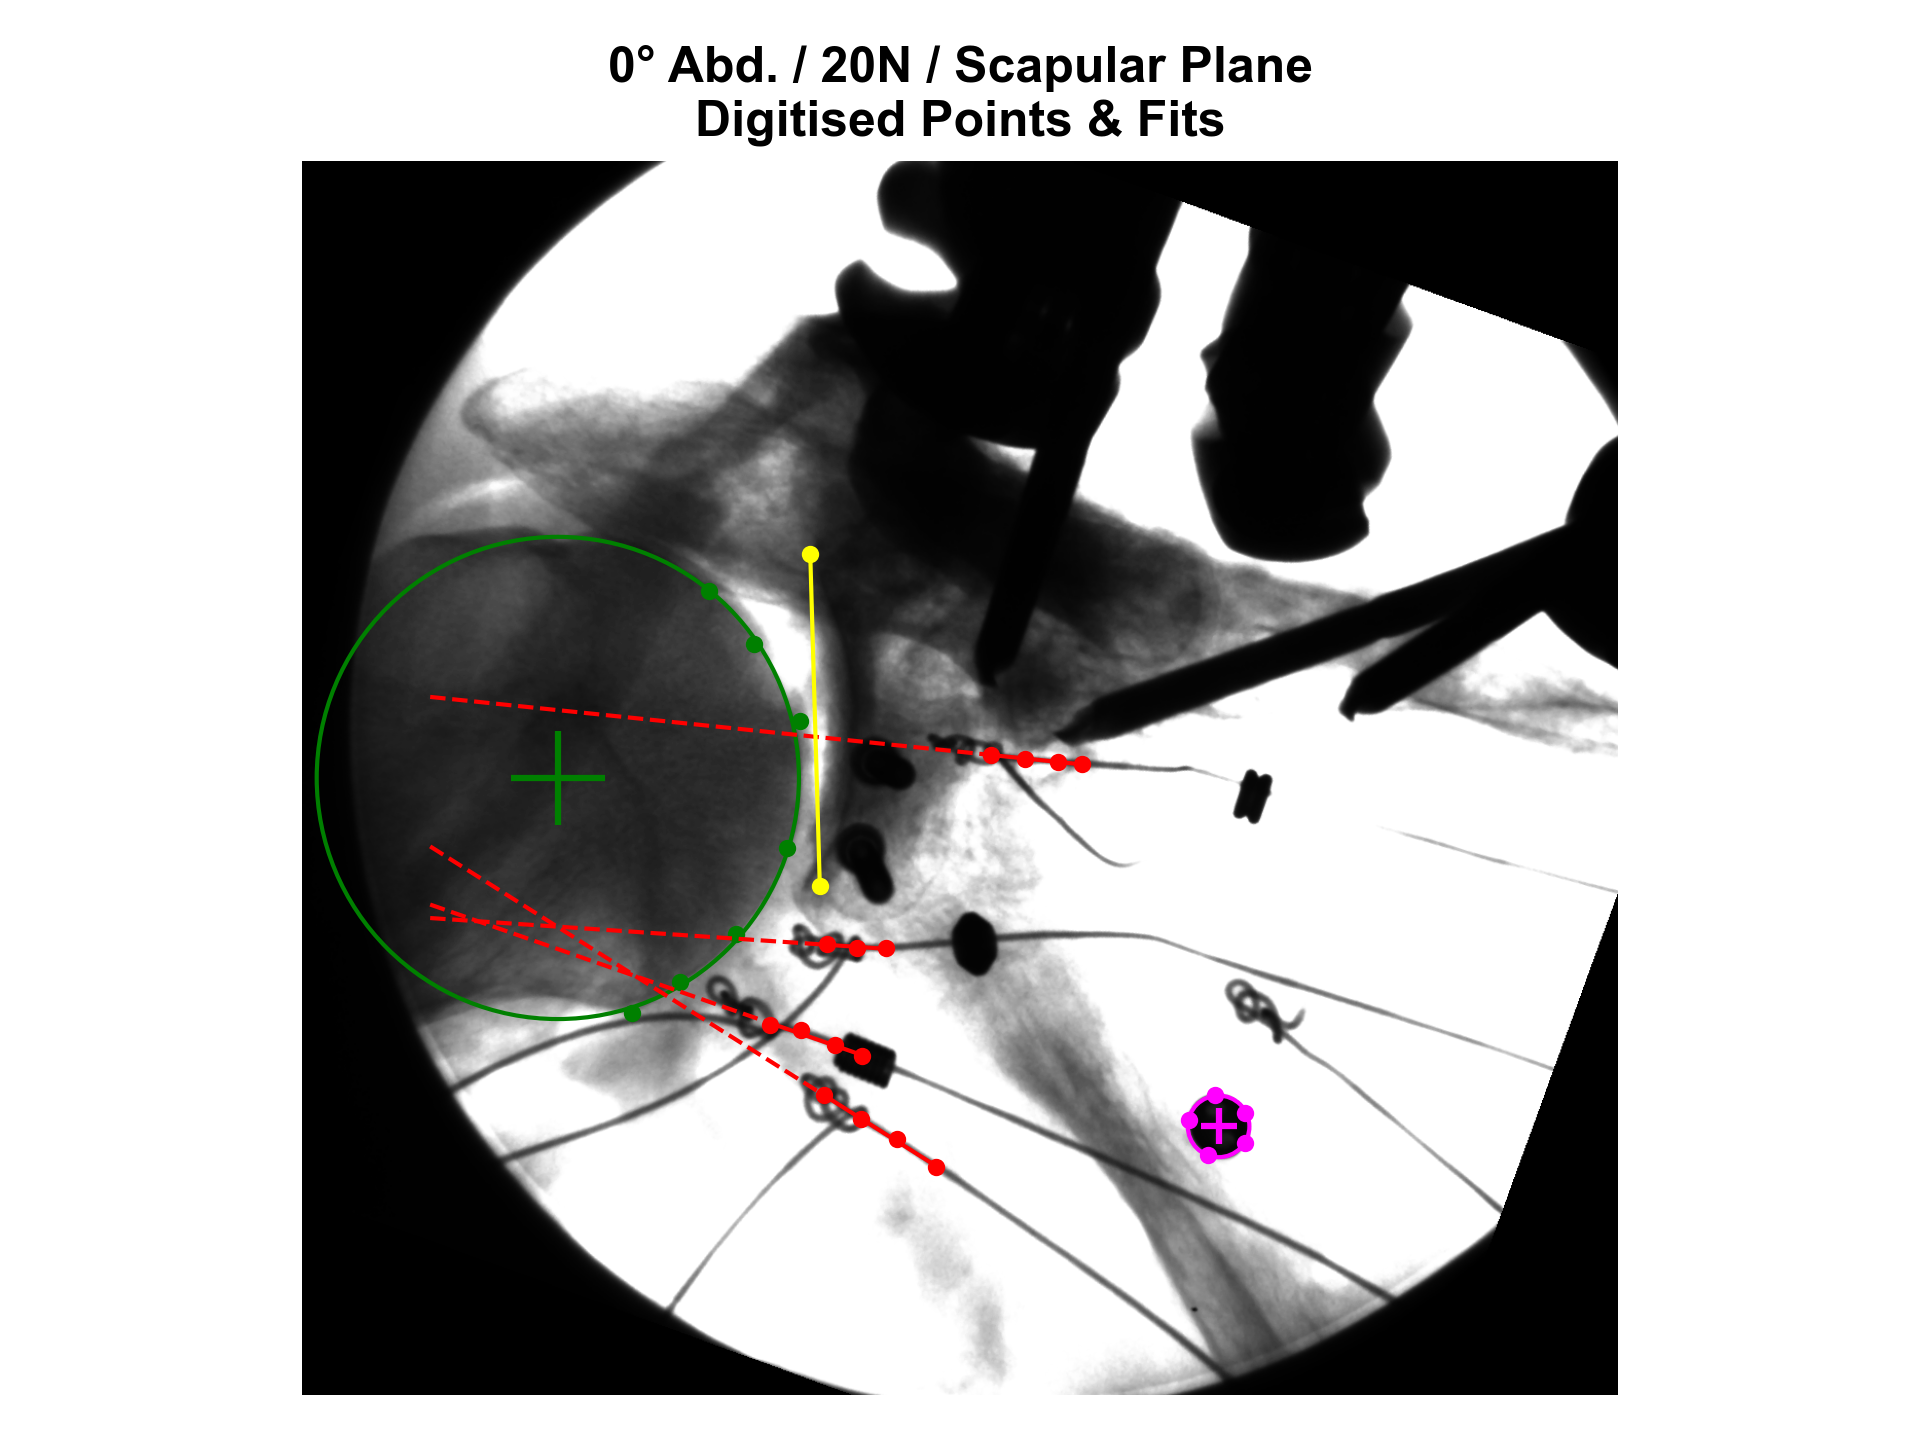 0° Abd. / 20N / Scapular Plane
Digitised Points & Fits